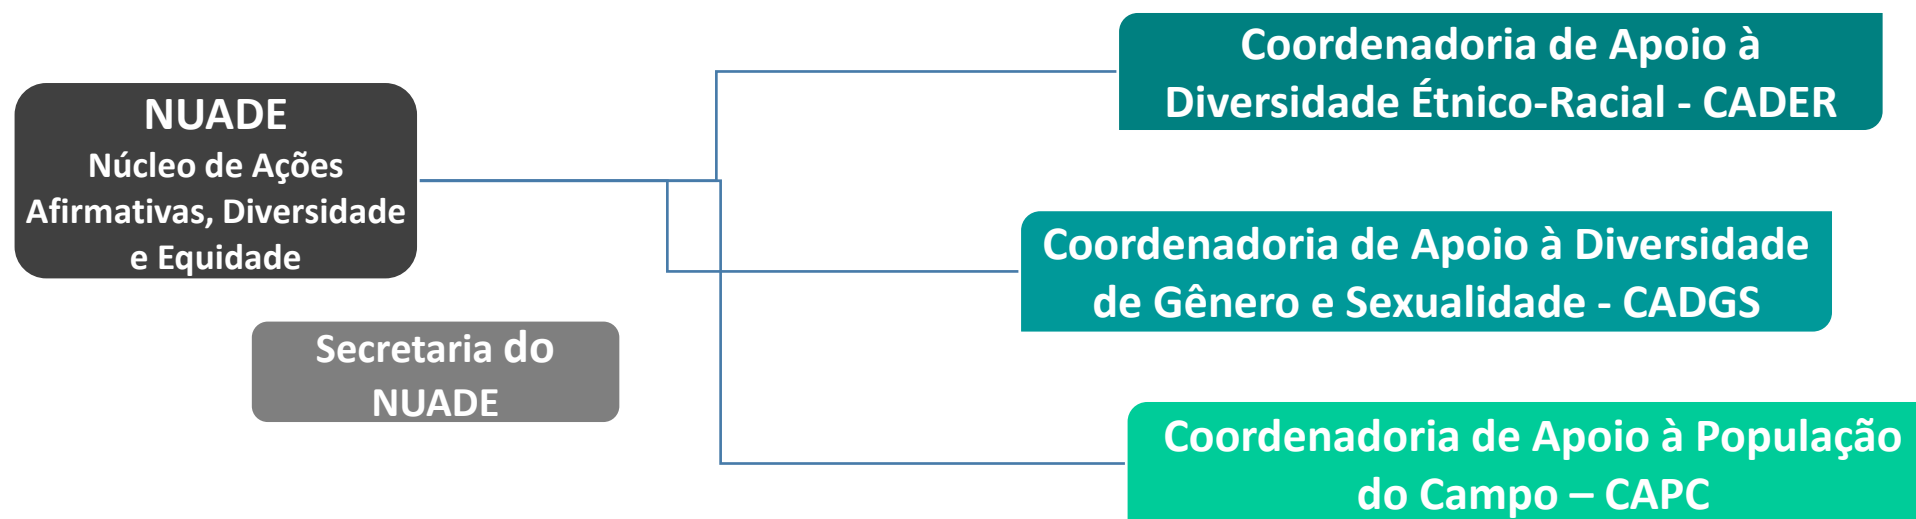 NUADE
Núcleo de Ações
Afirmativas, Diversidade
e Equidade
Secretaria do
NUADE
Coordenadoria de Apoio à
Diversidade Étnico-Racial - CADER
Coordenadoria de Apoio à Diversidade
de Gênero e Sexualidade - CADGS
Coordenadoria de Apoio à População
do Campo – CAPC